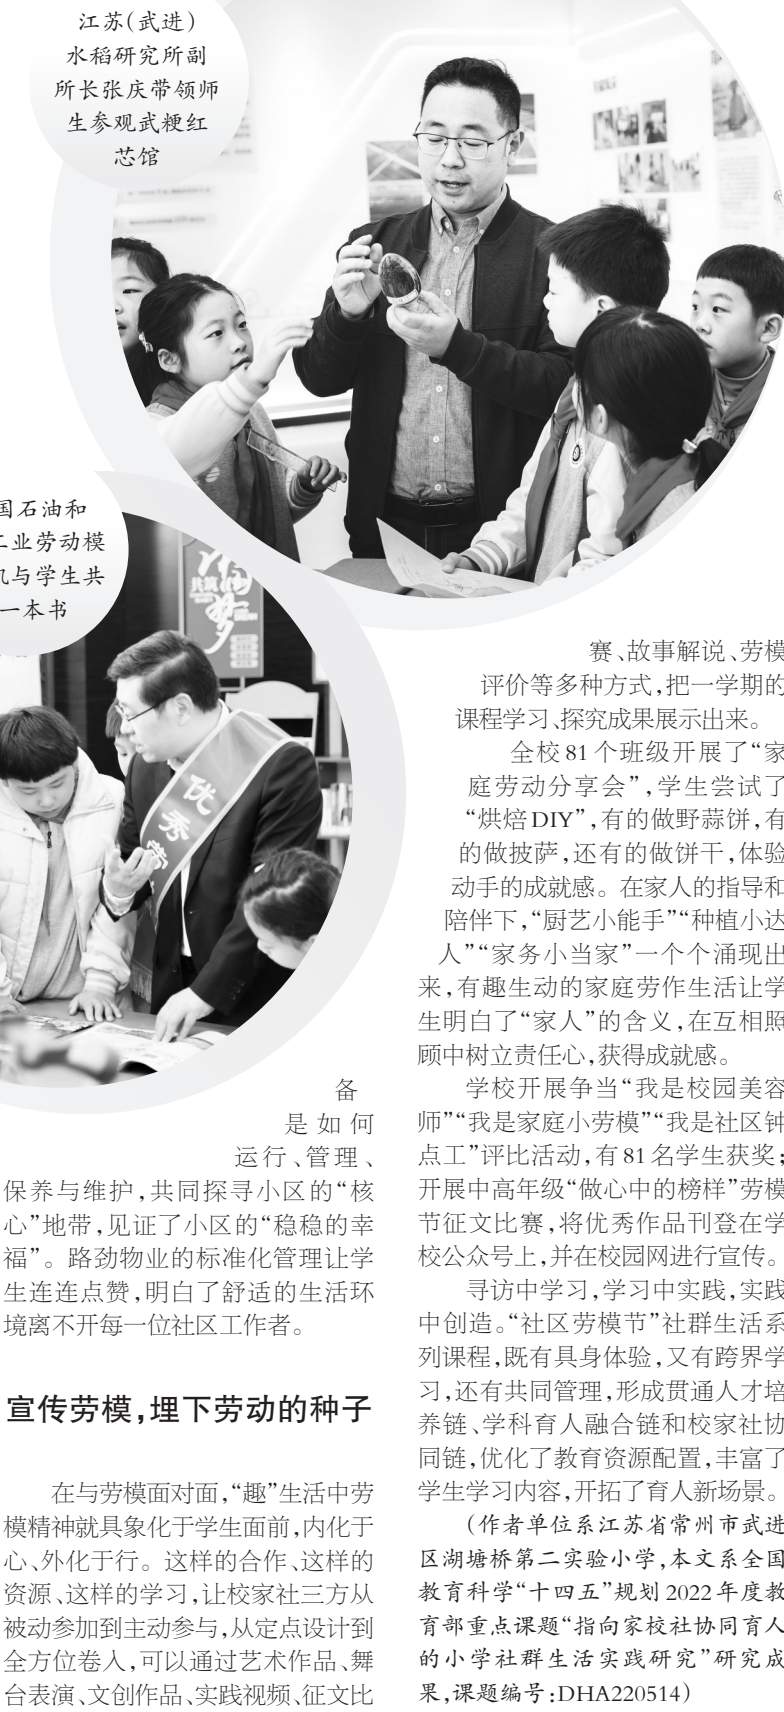 江苏（武进）
水稻研究所副
所长张庆带领师
生参观武粳红
芯馆
国石油和
工业劳动模
与学生共
一本书
共筑
梦
优秀
备
是如何
运行、管理、
保养与维护，共同探寻小区的“核
心”地带，见证了小区的“稳稳的幸
福”。路劲物业的标准化管理让学
生连连点赞，明白了舒适的生活环
境离不开每一位社区工作者。
宣传劳模，埋下劳动的种子
在与劳模面对面，“趣”生活中劳
模精神就具象化于学生面前，内化于
心、外化于行。这样的合作、这样的
资源、这样的学习，让校家社三方从
被动参加到主动参与，从定点设计到
全方位卷入，可以通过艺术作品、舞
台表演、文创作品、实践视频、征文比
赛、故事解说、劳模
评价等多种方式，把一学期的
课程学习、探究成果展示出来。
全校81个班级开展了“家
庭劳动分享会”，学生尝试了
“烘焙DIY”，有的做野蒜饼，有
的做披萨，还有的做饼干，体验
动手的成就感。在家人的指导和
陪伴下，“厨艺小能手”“种植小达
人”“家务小当家”一个个涌现出
来，有趣生动的家庭劳作生活让学
生明白了“家人”的含义，在互相照
顾中树立责任心，获得成就感。
学校开展争当“我是校园美容
师”“我是家庭小劳模”“我是社区钟
点工”评比活动，有81名学生获奖；
开展中高年级“做心中的榜样”劳模
节征文比赛，将优秀作品刊登在学
校公众号上，并在校园网进行宣传。
寻访中学习，学习中实践，实践
中创造。“社区劳模节”社群生活系
列课程，既有具身体验，又有跨界学
习，还有共同管理，形成贯通人才培
养链、学科育人融合链和校家社协
同链，优化了教育资源配置，丰富了
学生学习内容，开拓了育人新场景。
（作者单位系江苏省常州市武进
区湖塘桥第二实验小学，本文系全国
教育科学“十四五”规划2022年度教
育部重点课题“指向家校社协同育人
的小学社群生活实践研究”研究成
果，课题编号：DHA220514）